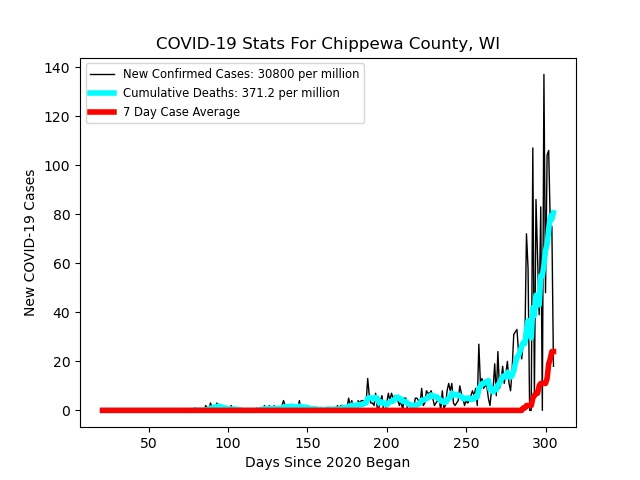 COVID-19 Stats For Chippewa County, WI
New Confirmed Cases: 30800 per million
Cumulative Deaths: 371.2 per million
7 Day Case Average
New COVID-19 Cases
140
120
100
80
60
40
20
0
50 100 150 200 250 300
Days Since 2020 Began